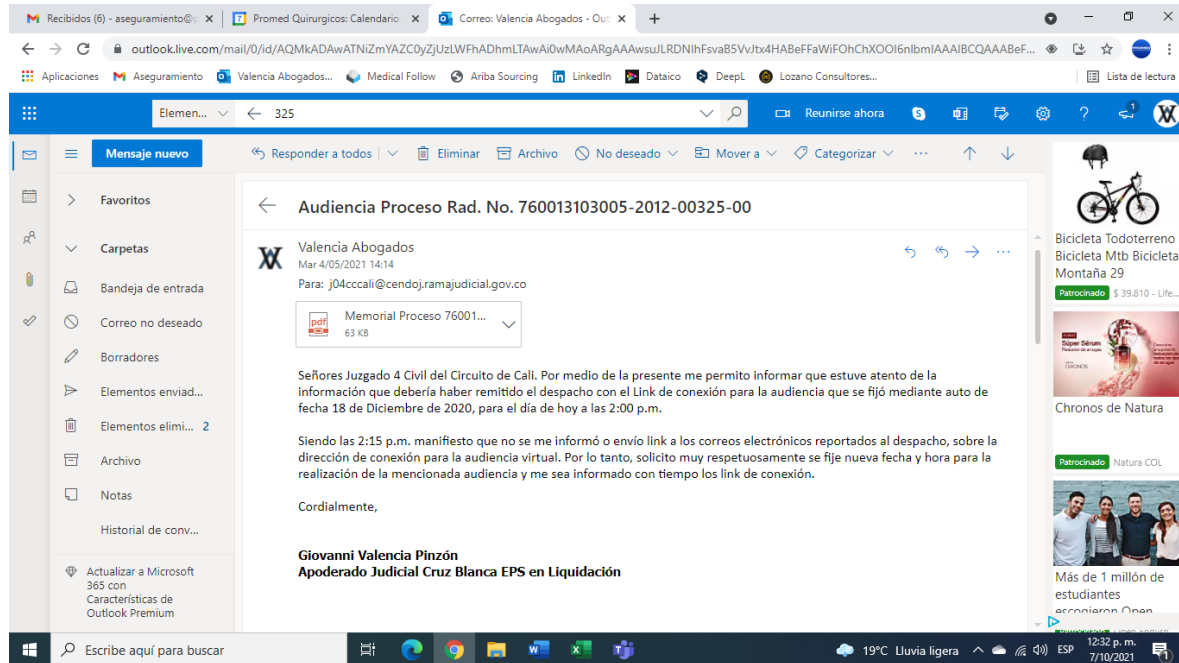 Recibidos (6) - aseguramiento@p
Promed Quirurgicos: Calendario
Correo: Valencia Abogados - Out
outlook.live.com/mail/0/id/AQMkADAwATNiZmYAZC0yZjUzLWFhADhmLTAwAi0wMAoARgAAAwsuJLRDNIhFsvaB5VvJtx4HABeFFaWiFOhChXOOI6nIbmIAAAIBCQAAABeF...
Aplicaciones
Aseguramiento
Valencia Abogados...
Medical Follow
Ariba Sourcing
LinkedIn
Dataico
DeepL
Lozano Consultores...
Lista de lectura
Elemen...
325
Reunirse ahora
1
Mensaje nuevo
Responder a todos
Eliminar
Archivo
No deseado
Mover a
Categorizar
Favoritos
Carpetas
Bandeja de entrada
Correo no deseado
Borradores
Elementos enviad...
Elementos elimi... 2
Archivo
Notas
Historial de conv...
Actualizar a Microsoft
365 con
Características de
Outlook Premium
Audiencia Proceso Rad. No. 760013103005-2012-00325-00
Valencia Abogados
Mar 4/05/2021 14:14
Para: j04cccali@cendoj.ramajudicial.gov.co
pdf
Memorial Proceso 76001...
63 KB
Señores Juzgado 4 Civil del Circuito de Cali. Por medio de la presente me permito informar que estuve atento de la
información que debería haber remitido el despacho con el Link de conexión para la audiencia que se fijó mediante auto de
fecha 18 de Diciembre de 2020, para el día de hoy a las 2:00 p.m.
Siendo las 2:15 p.m. manifiesto que no se me informó o envío link a los correos electrónicos reportados al despacho, sobre la
dirección de conexión para la audiencia virtual. Por lo tanto, solicito muy respetuosamente se fije nueva fecha y hora para la
realización de la mencionada audiencia y me sea informado con tiempo los link de conexión.
Cordialmente,
Giovanni Valencia Pinzón
Apoderado Judicial Cruz Blanca EPS en Liquidación
Bicicleta Todoterreno
Bicicleta Mtb Bicicleta
Montaña 29
Patrocinado $ 39.810 - Life...
Súper Sérum
CHRONOS
Chronos de Natura
Patrocinado Natura COL
Más de 1 millón de
estudiantes
escogieron Open
Escribe aquí para buscar
19°C Lluvia ligera
ESP
12:32 p. m.
7/10/2021
1